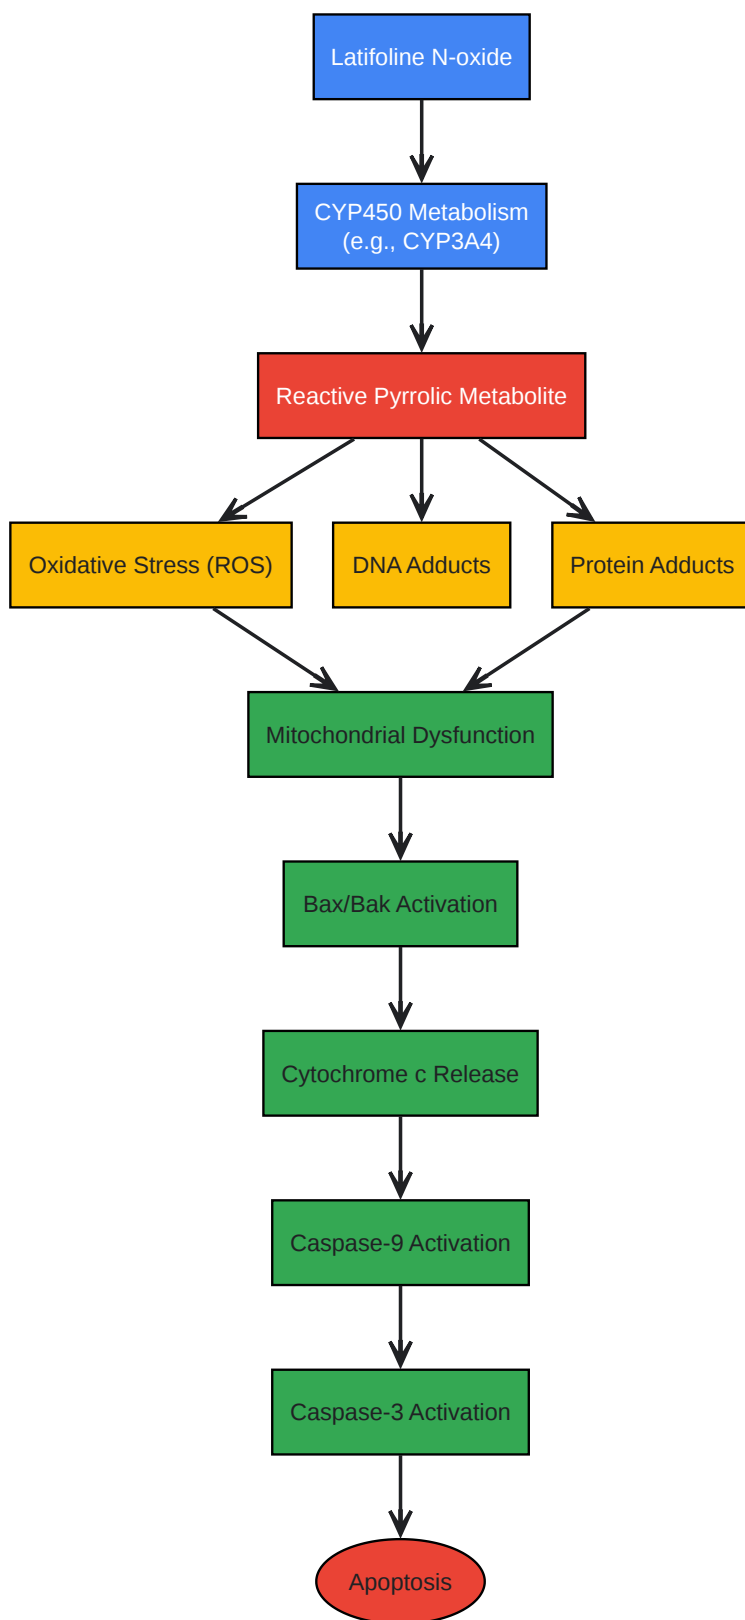 Latifoline N-oxide
CYP450 Metabolism
(e.g., CYP3A4)
Reactive Pyrrolic Metabolite
Oxidative Stress (ROS)
DNA Adducts
Protein Adducts
Mitochondrial Dysfunction
Bax/Bak Activation
Cytochrome c Release
Caspase-9 Activation
Caspase-3 Activation
Apoptosis